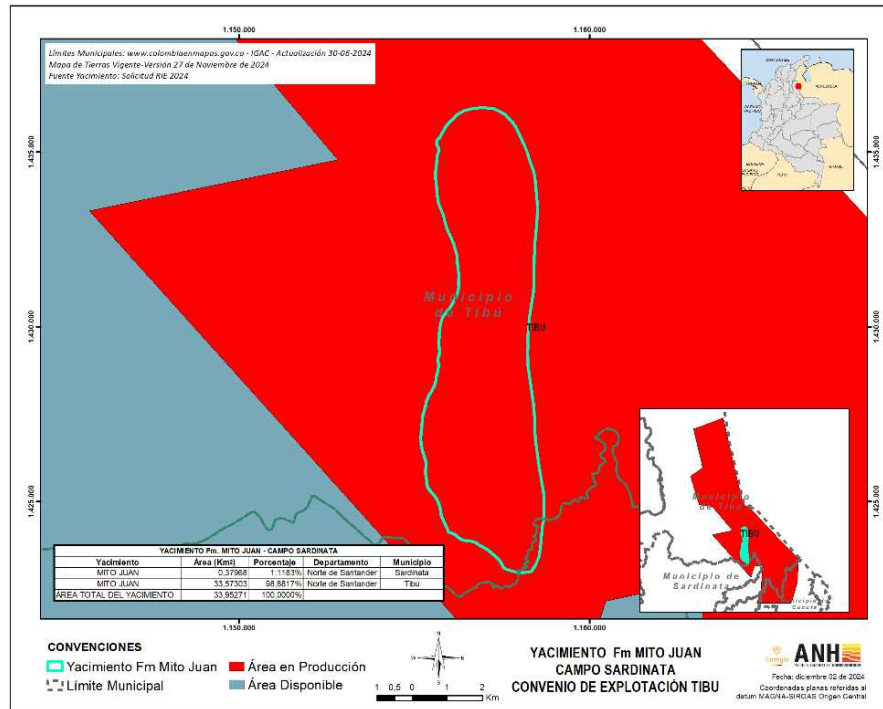 1.150.000 1.160.000
Límites Municipales: www.colombiaenmapas.gov.co - IGAC - Actualización 30-06-2024
Mapa de Tierras Vigente-Versión 27 de Noviembre de 2024
Fuente Yacimiento: Solicitud RIE 2024
VENEZUELA
BRASIL
PERU
1.435.000 1.435.000
Municipio
de Tibú
TIBU
1.430.000 1.430.000
1.425.000 1.425.000
Municipio
de Tibú
TIBU
Municipio de
Sardinata
YACIMIENTO Fm. MITO JUAN - CAMPO SARDINATA
Yacimiento Área (Km²) Porcentaje Departamento Municipio
MITO JUAN 0,37968 1,1183% Norte de Santander Sardinata
MITO JUAN 33,57303 98,8817% Norte de Santander Tibú
ÁREA TOTAL DEL YACIMIENTO 33,95271 100,0000%
1.150.000 1.160.000
CONVENCIONES
Yacimiento Fm Mito Juan Área en Producción
Límite Municipal Área Disponible
N
W E
S
1 0,5 0 1 2
Km
YACIMIENTO Fm MITO JUAN
CAMPO SARDINATA
CONVENIO DE EXPLOTACIÓN TIBU
Energía ANH
Fecha: diciembre 02 de 2024
Coordenadas planas referidas al
datum MAGNA-SIRGAS Origen Central